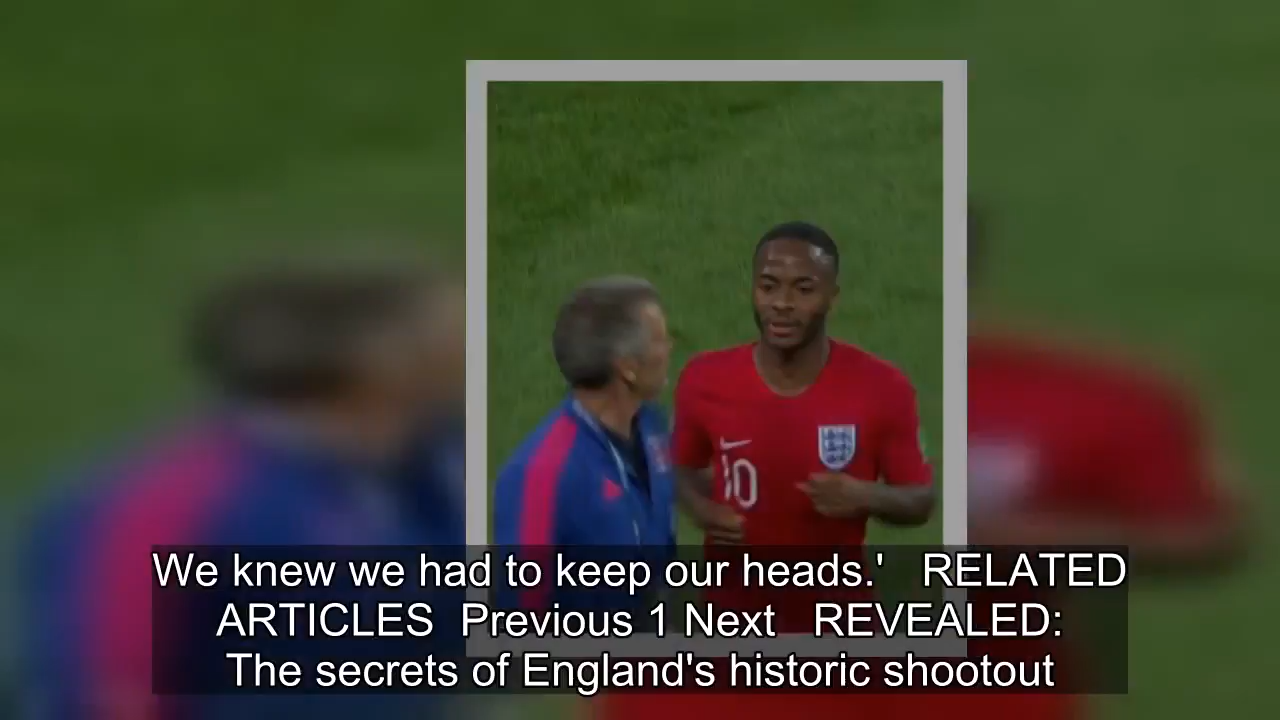 10
We knew we had to keep our heads.' RELATED
ARTICLES Previous 1 Next REVEALED:
The secrets of England's historic shootout